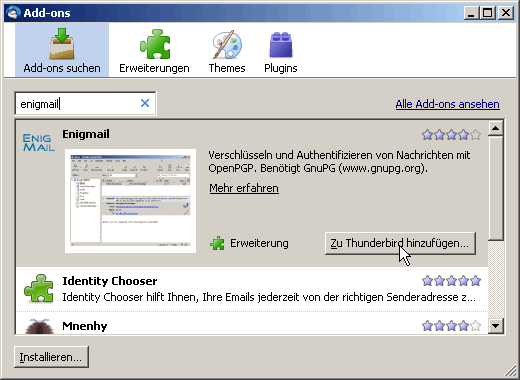 Add-ons
Add-ons suchen
Erweiterungen
Themes
Plugins
enigmail
Alle Add-ons ansehen
ENIG
MAIL
Enigmail
Verschlüsseln und Authentifizieren von Nachrichten mit
OpenPGP. Benötigt GnuPG (www.gnupg.org).
Mehr erfahren
Erweiterung
Zu Thunderbird hinzufügen...
Identity Chooser
Identity Chooser hilft Ihnen, Ihre Emails jederzeit von der richtigen Senderadresse z...
Mnenhy
Installieren...